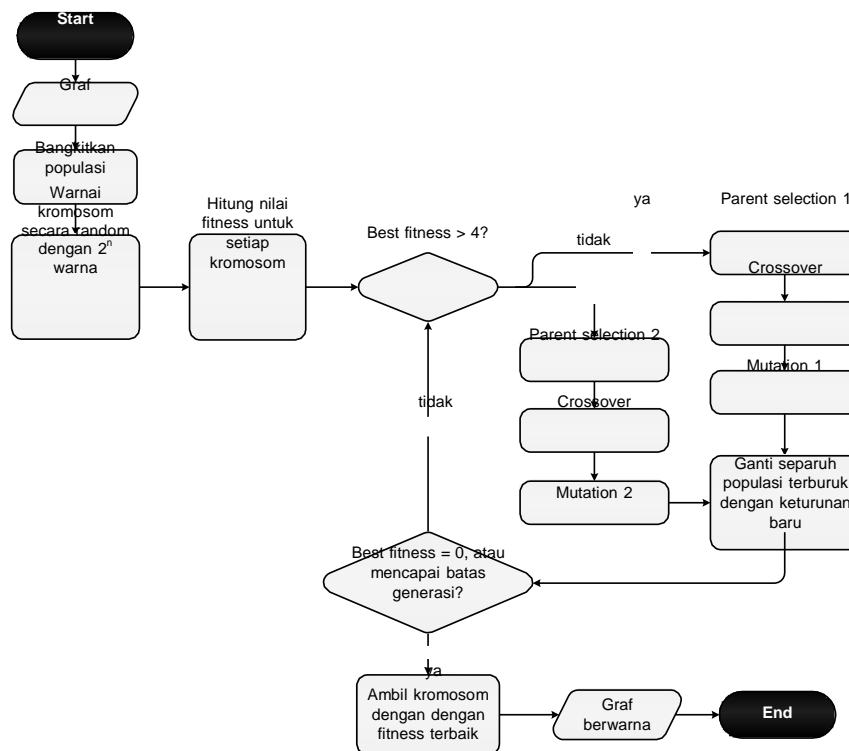 Start
Graf
Bangkitkan
populasi
Warnai
kromosom
secara random
dengan 2ⁿ
warna
Hitung nilai
fitness untuk
setiap
kromosom
Best fitness > 4?
tidak
ya
Parent selection 1
Crossover
Mutation 1
Parent selection 2
Crossover
Mutation 2
Ganti separuh
populasi terburuk
dengan keturunan
baru
tidak
Best fitness = 0, atau
mencapai batas
generasi?
ya
Ambil kromosom
dengan dengan
fitness terbaik
Graf
berwarna
End